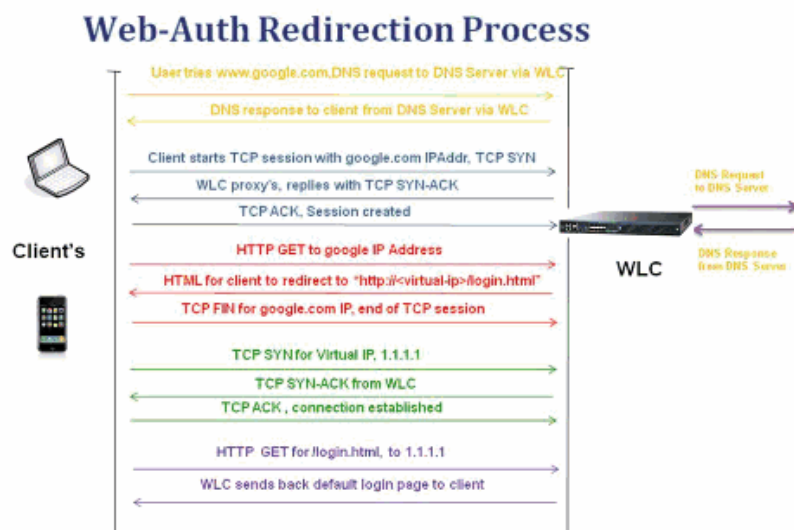 Web-Auth Redirection Process
User tries www.google.com,DNS request to DNS Server via WLC
DNS response to client from DNS Server via WLC
Client starts TCP session with google.com IPAddr, TCP SYN
WLC proxy's, replies with TCP SYN-ACK
TCP ACK, Session created
HTTP GET to google IP Address
HTML for client to redirect to "http://<virtual-ip>/login.html"
TCP FIN for google.com IP, end of TCP session
TCP SYN for Virtual IP, 1.1.1.1
TCP SYN-ACK from WLC
TCP ACK , connection established
HTTP GET for /login.html, to 1.1.1.1
WLC sends back default login page to client
Client's
WLC
DNS Request
to DNS Server
DNS Response
from DNS Server